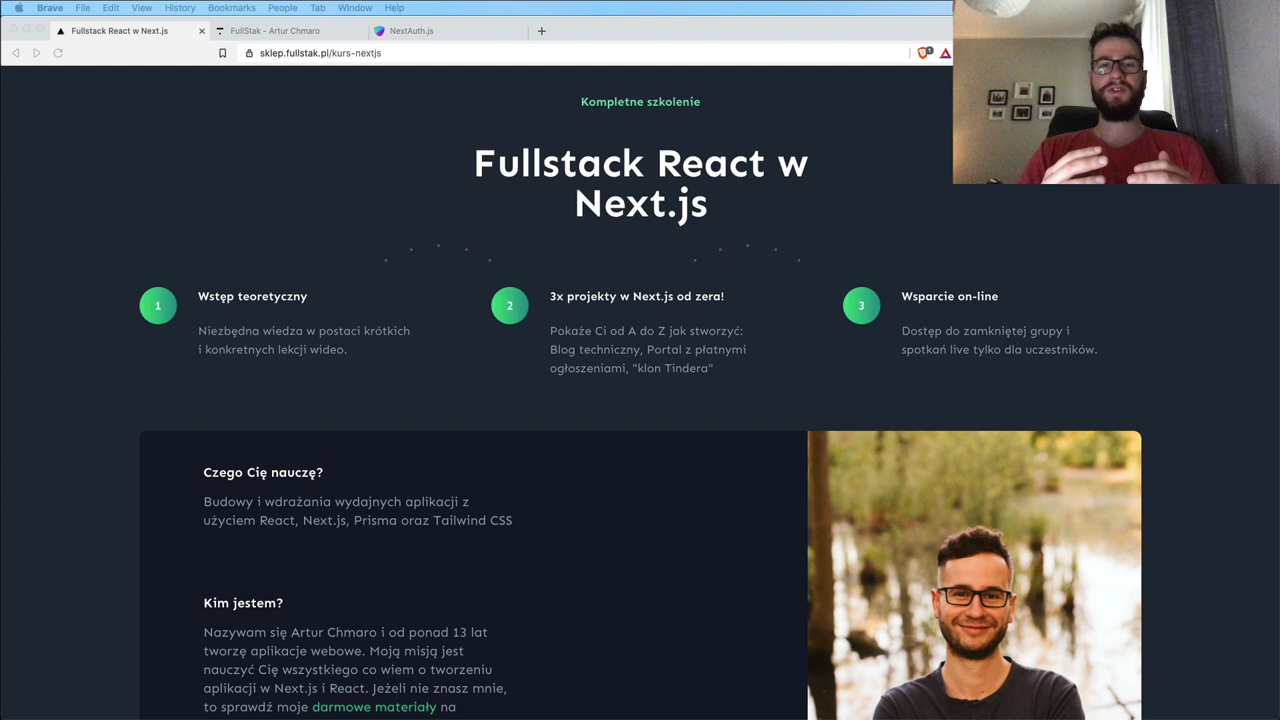 Brave File Edit View History Bookmarks People Tab Window Help
Fullstack React w Next.js
FullStak - Artur Chmaro
NextAuth.js
sklep.fullstak.pl/kurs-nextjs
Kompletne szkolenie
Fullstack React w
Next.js
1
Wstęp teoretyczny
Niezbędna wiedza w postaci krótkich
i konkretnych lekcji wideo.
2
3x projekty w Next.js od zera!
Pokaże Ci od A do Z jak stworzyć:
Blog techniczny, Portal z płatnymi
ogłoszeniami, "klon Tindera"
3
Wsparcie on-line
Dostęp do zamkniętej grupy i
spotkań live tylko dla uczestników.
Czego Cię nauczę?
Budowy i wdrażania wydajnych aplikacji z
użyciem React, Next.js, Prisma oraz Tailwind CSS
Kim jestem?
Nazywam się Artur Chmaro i od ponad 13 lat
tworzę aplikacje webowe. Moją misją jest
nauczyć Cię wszystkiego co wiem o tworzeniu
aplikacji w Next.js i React. Jeżeli nie znasz mnie,
to sprawdź moje darmowe materiały na